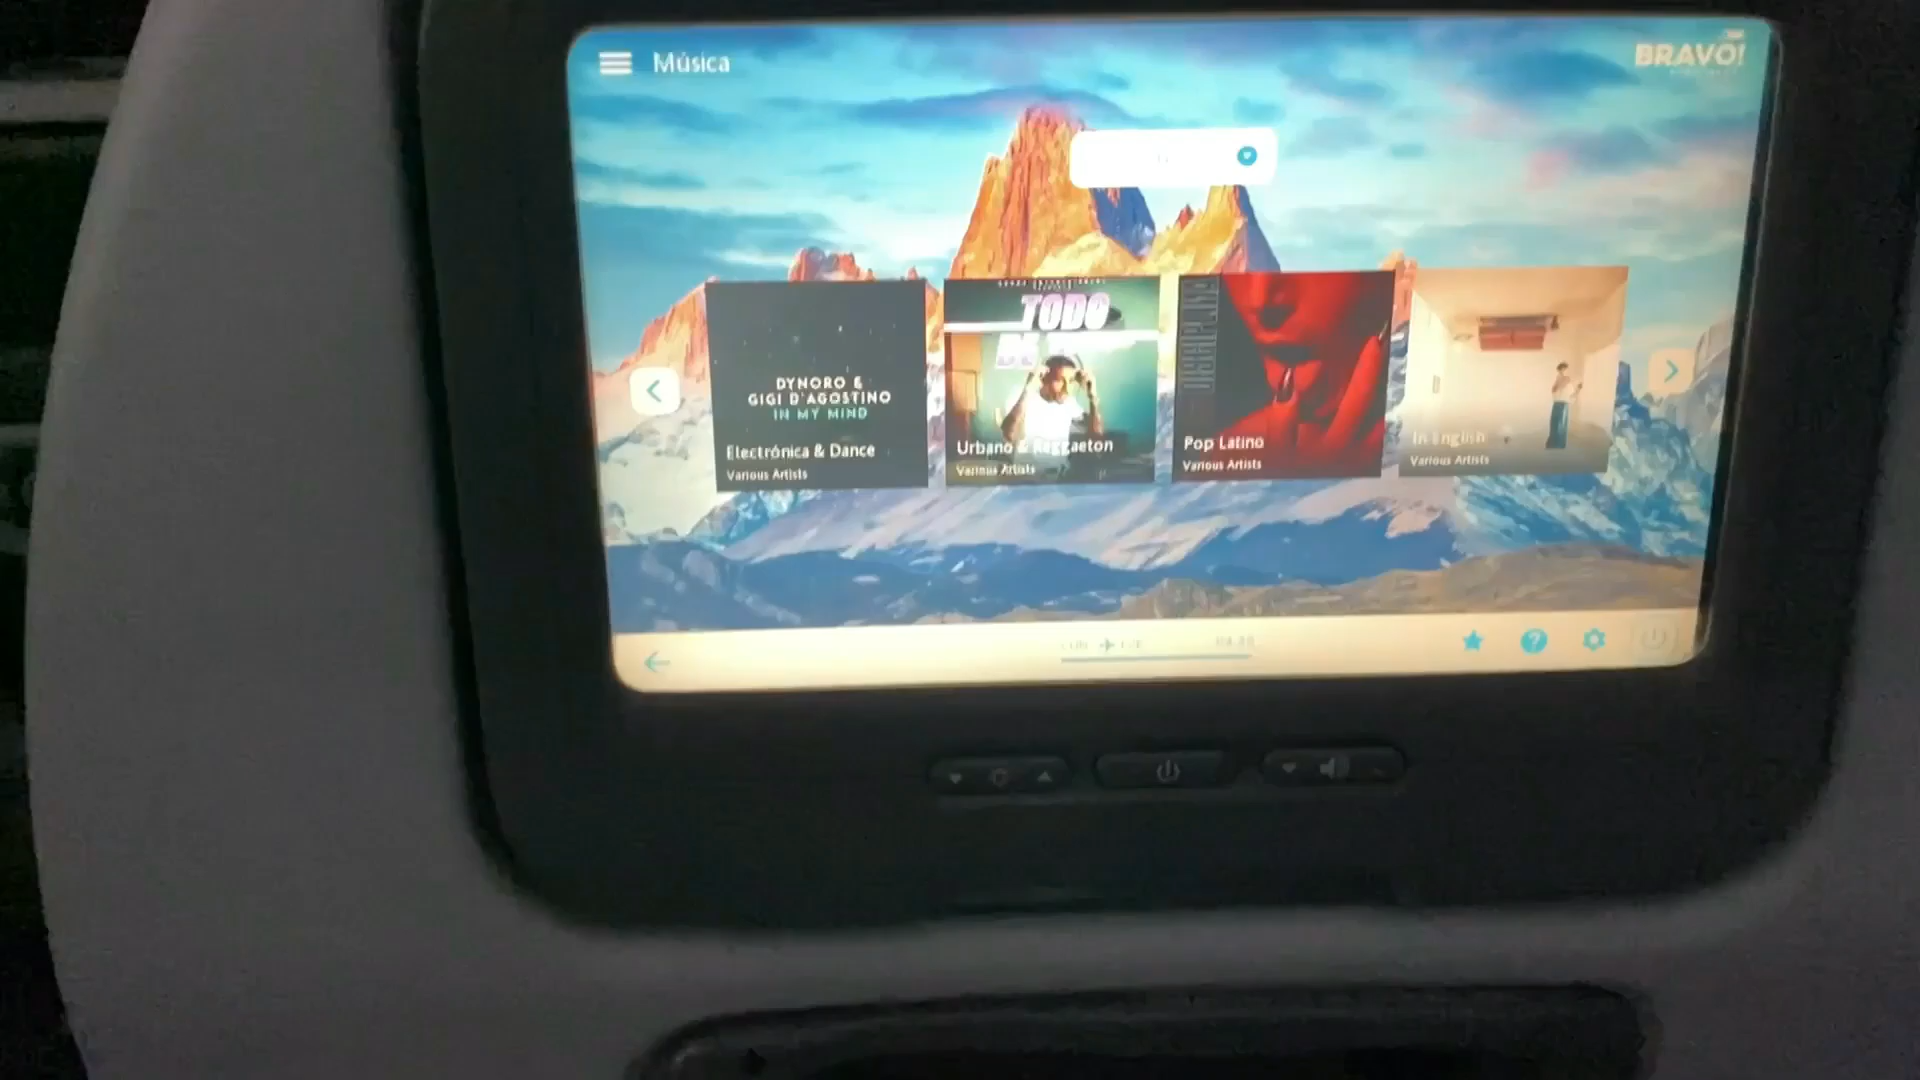 Música
BRAVO!
TODO
DE
DYNORO &
GIGI D'AGOSTINO
IN MY MIND
Electrónica & Dance
Various Artists
Urbano & Reggaeton
Various Artists
Pop Latino
Various Artists
In English
Various Artists